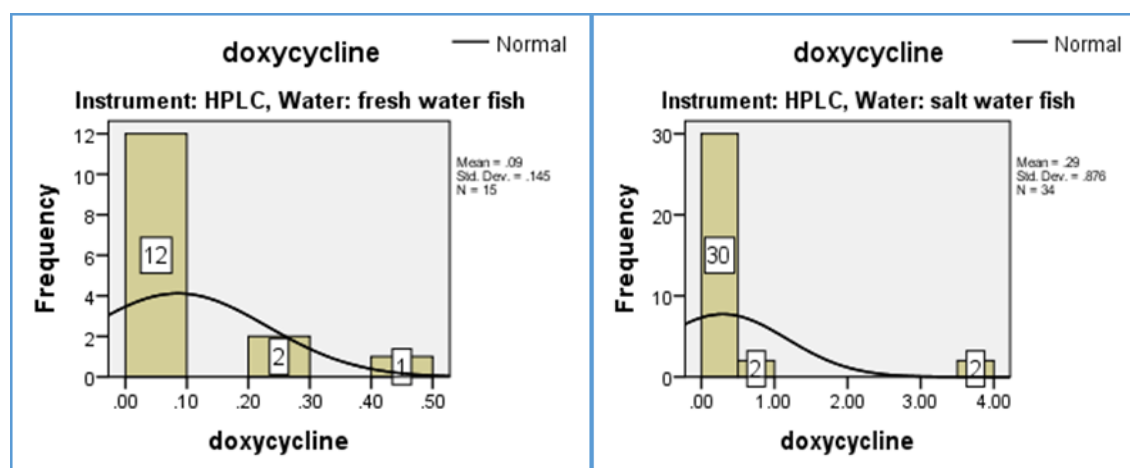 doxycycline
Normal
Instrument: HPLC, Water: fresh water fish
Mean = .09
Std. Dev. = .145
N = 15
Frequency
12
10
8
6
4
2
0
12
2
1
.00 .10 .20 .30 .40 .50
doxycycline
doxycycline
Normal
Instrument: HPLC, Water: salt water fish
Mean = .29
Std. Dev. = .876
N = 34
Frequency
30
20
10
0
30
2
2
.00 1.00 2.00 3.00 4.00
doxycycline